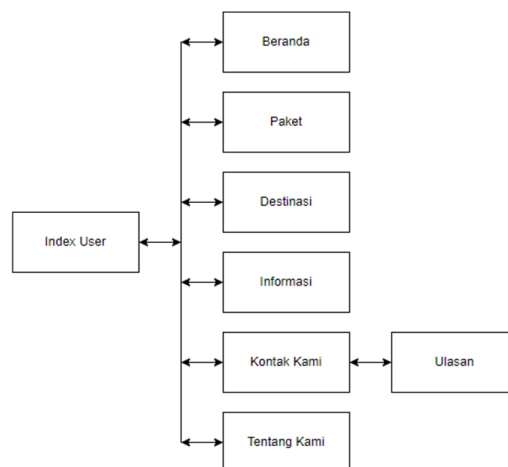 Beranda
Paket
Destinasi
Index User
Informasi
Kontak Kami
Ulasan
Tentang Kami